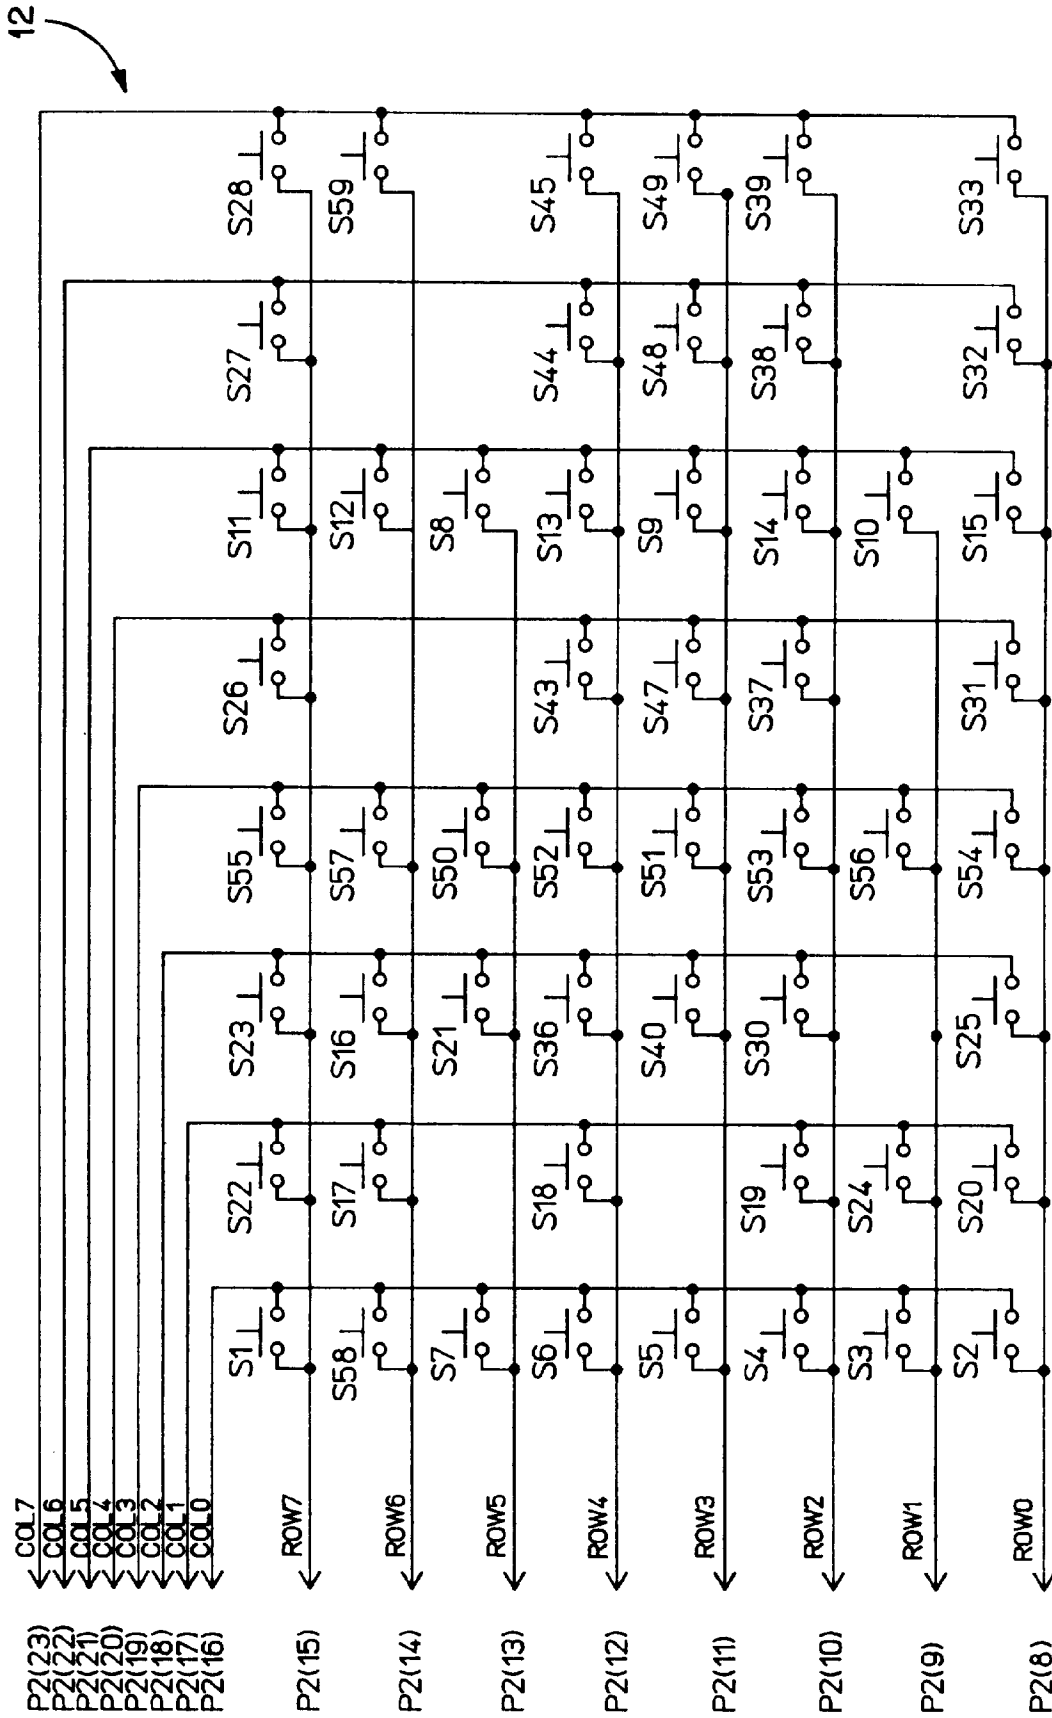 12
COL7
COL6
COL5
COL4
COL3
COL2
COL1
COL0
P2(23)
P2(22)
P2(21)
P2(20)
P2(19)
P2(18)
P2(17)
P2(16)
P2(15) ROW7 S1 S22 S23 S55 S26 S11 S27 S28
P2(14) ROW6 S58 S17 S16 S57 S12 S59
P2(13) ROW5 S7 S21 S50 S8
P2(12) ROW4 S6 S18 S36 S52 S43 S13 S44 S45
P2(11) ROW3 S5 S40 S51 S47 S9 S48 S49
P2(10) ROW2 S4 S19 S30 S53 S37 S14 S38 S39
P2(9) ROW1 S3 S24 S56 S10
P2(8) ROW0 S2 S20 S25 S54 S31 S15 S32 S33